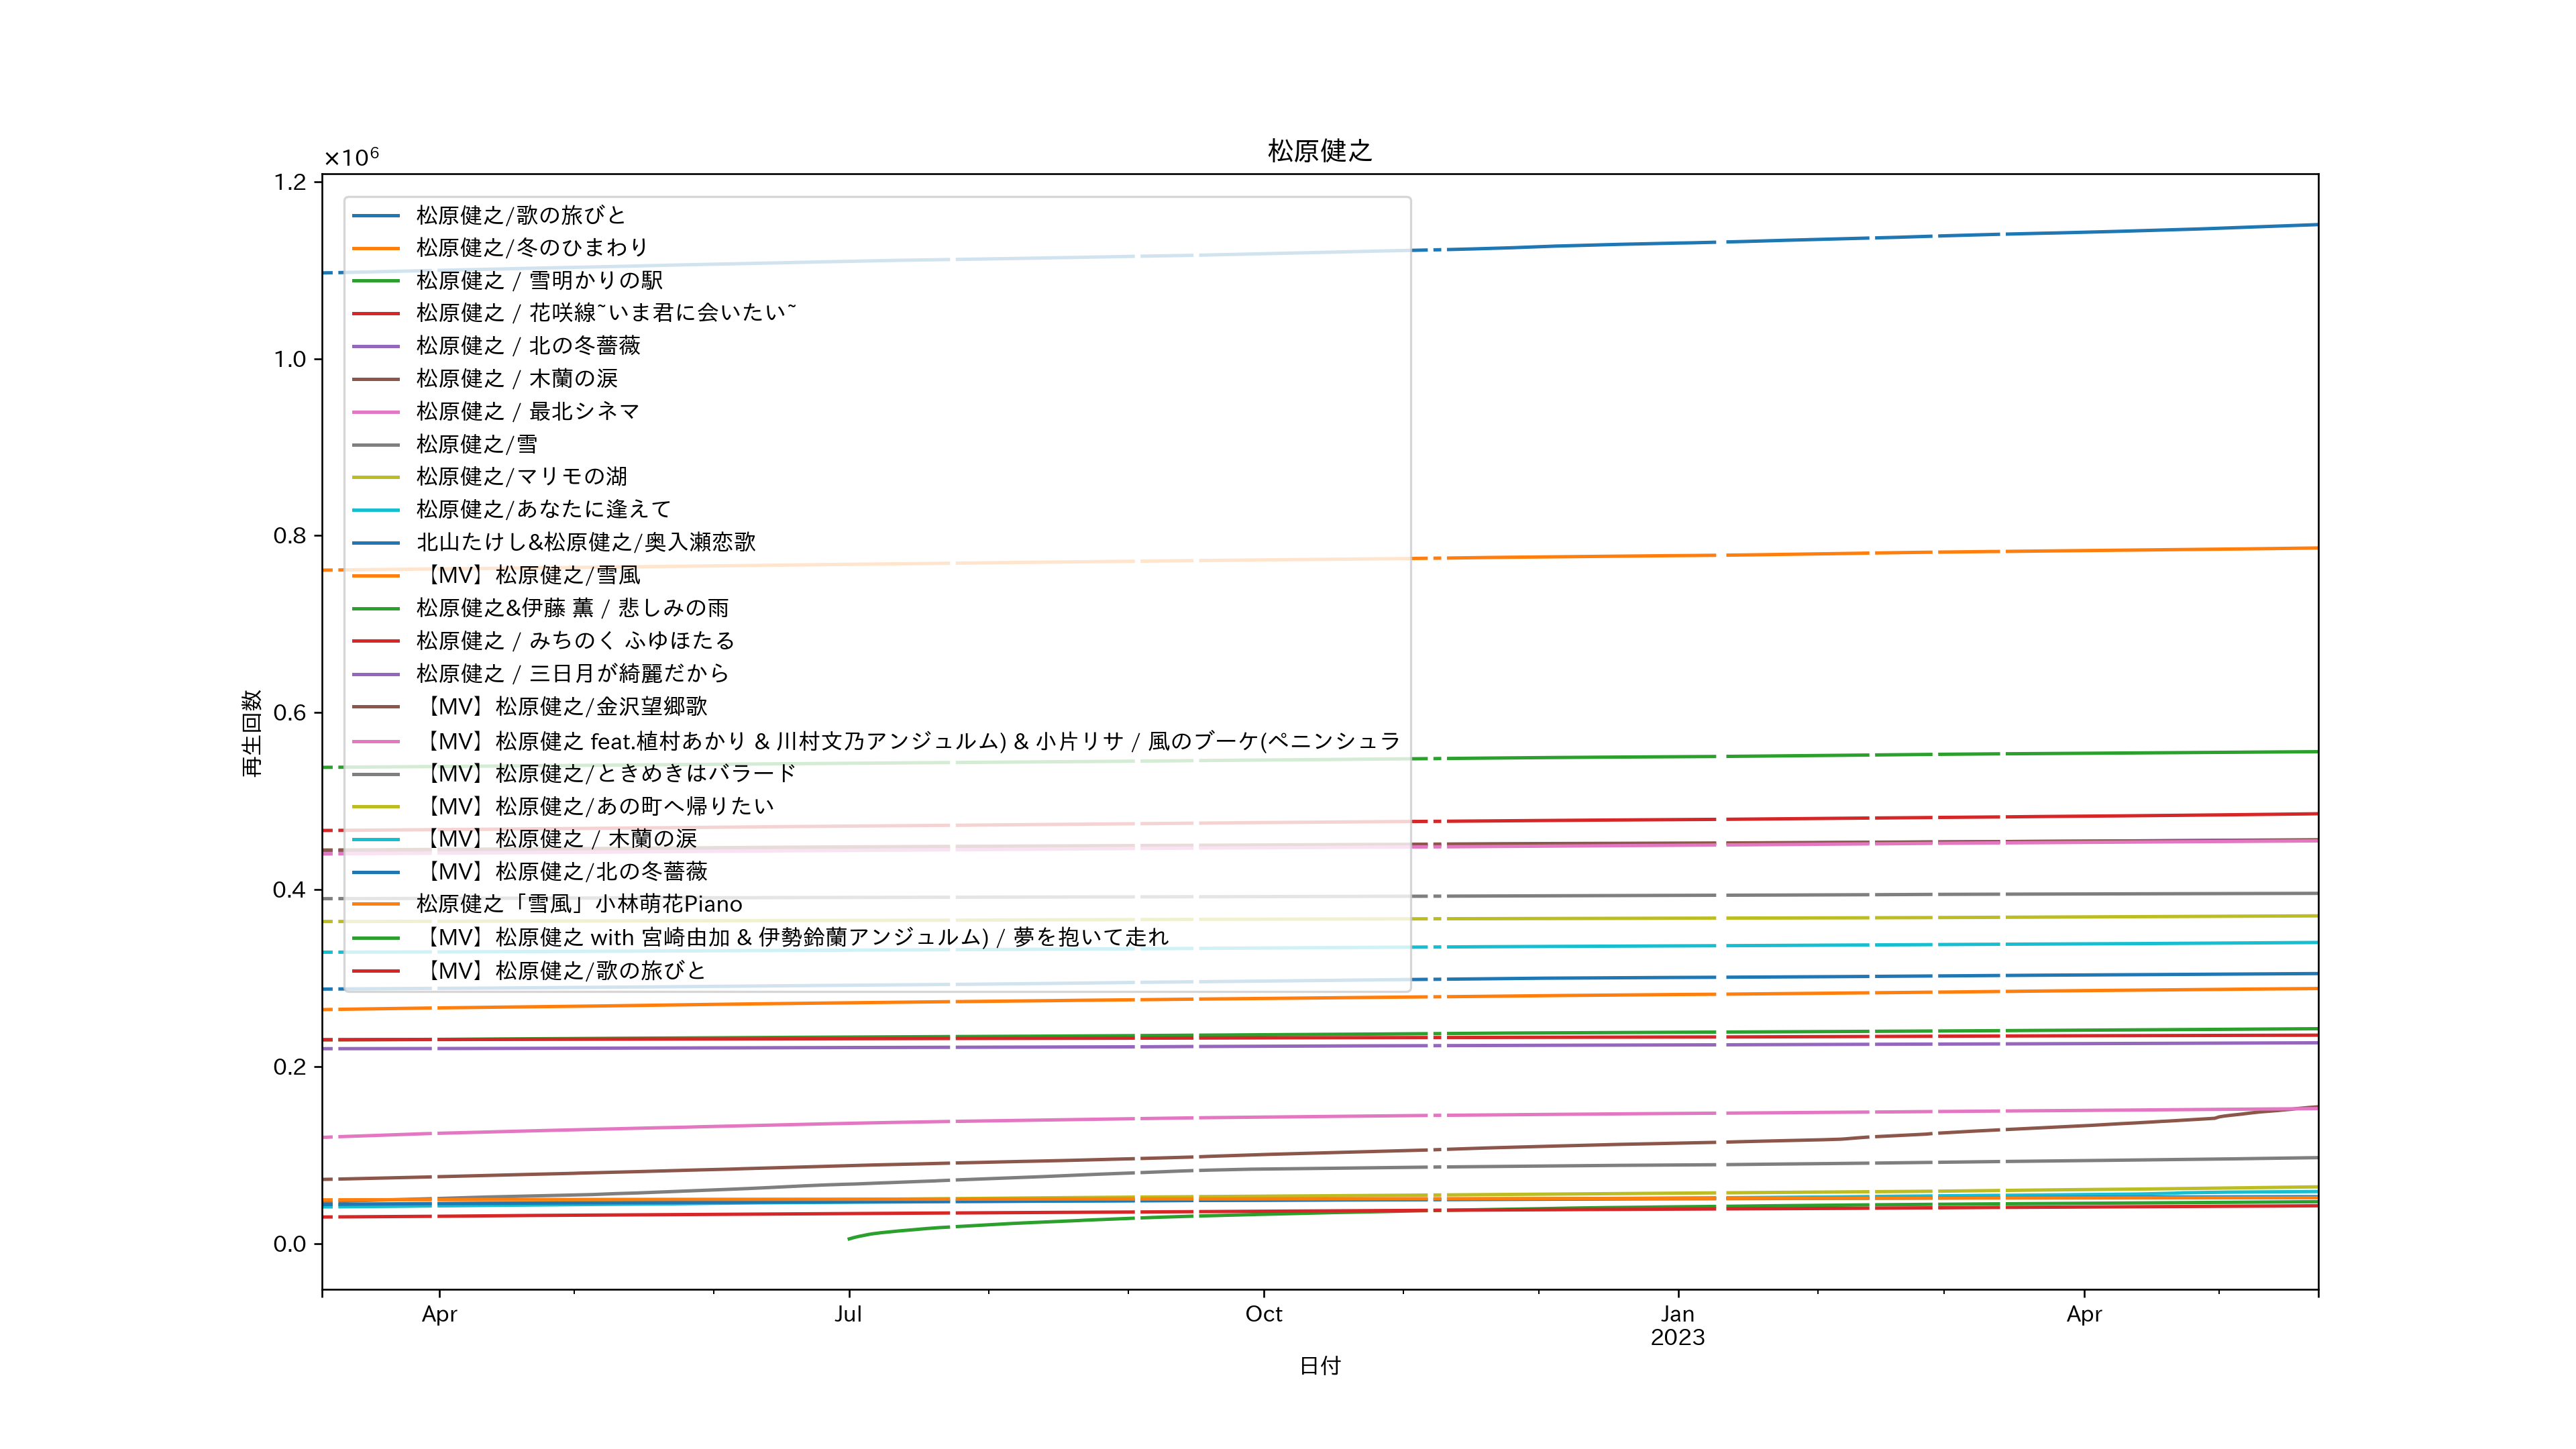 松原健之
×10⁶
1.2
1.0
0.8
0.6
0.4
0.2
0.0
再生回数
松原健之/歌の旅びと
松原健之/冬のひまわり
松原健之 / 雪明かりの駅
松原健之 / 花咲線~いま君に会いたい~
松原健之 / 北の冬薔薇
松原健之 / 木蘭の涙
松原健之 / 最北シネマ
松原健之/雪
松原健之/マリモの湖
松原健之/あなたに逢えて
北山たけし&松原健之/奥入瀬恋歌
【MV】松原健之/雪風
松原健之&伊藤 薫 / 悲しみの雨
松原健之 / みちのく ふゆほたる
松原健之 / 三日月が綺麗だから
【MV】松原健之/金沢望郷歌
【MV】松原健之 feat.植村あかり & 川村文乃アンジュルム) & 小片リサ / 風のブーケ(ペニンシュラ
【MV】松原健之/ときめきはバラード
【MV】松原健之/あの町へ帰りたい
【MV】松原健之 / 木蘭の涙
【MV】松原健之/北の冬薔薇
松原健之「雪風」小林萌花Piano
【MV】松原健之 with 宮崎由加 & 伊勢鈴蘭アンジュルム) / 夢を抱いて走れ
【MV】松原健之/歌の旅びと
Apr Jul Oct Jan Apr
2023
日付